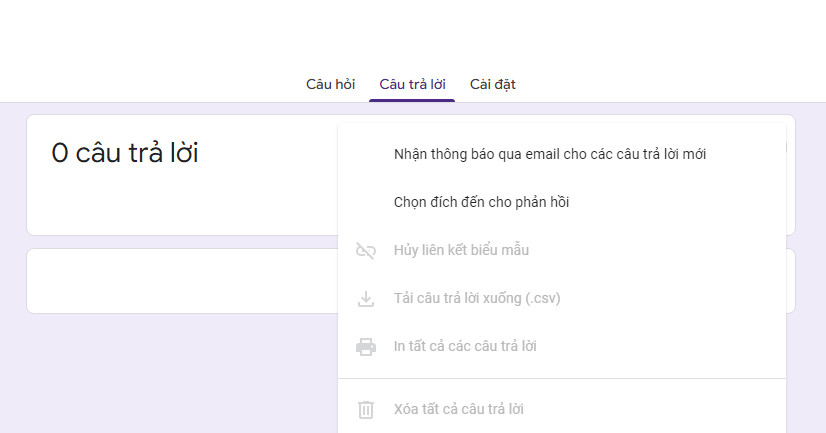 Câu hỏi Câu trả lời Cài đặt
0 câu trả lời
Nhận thông báo qua email cho các câu trả lời mới
Chọn đích đến cho phản hồi
Hủy liên kết biểu mẫu
Tải câu trả lời xuống (.csv)
In tất cả các câu trả lời
Xóa tất cả câu trả lời